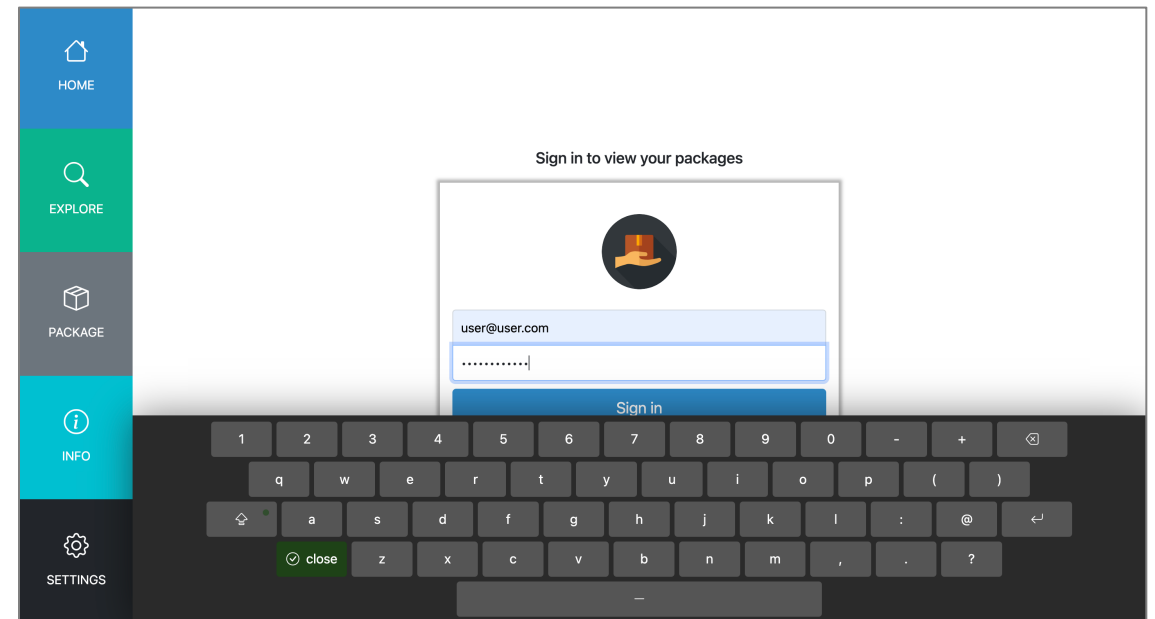 HOME
EXPLORE
PACKAGE
INFO
SETTINGS
Sign in to view your packages
user@user.com
••••••••••••
Sign in
1 2 3 4 5 6 7 8 9 0 - +
q w e r t y u i o p ( )
a s d f g h j k l : @
close z x c v b n m , . ?